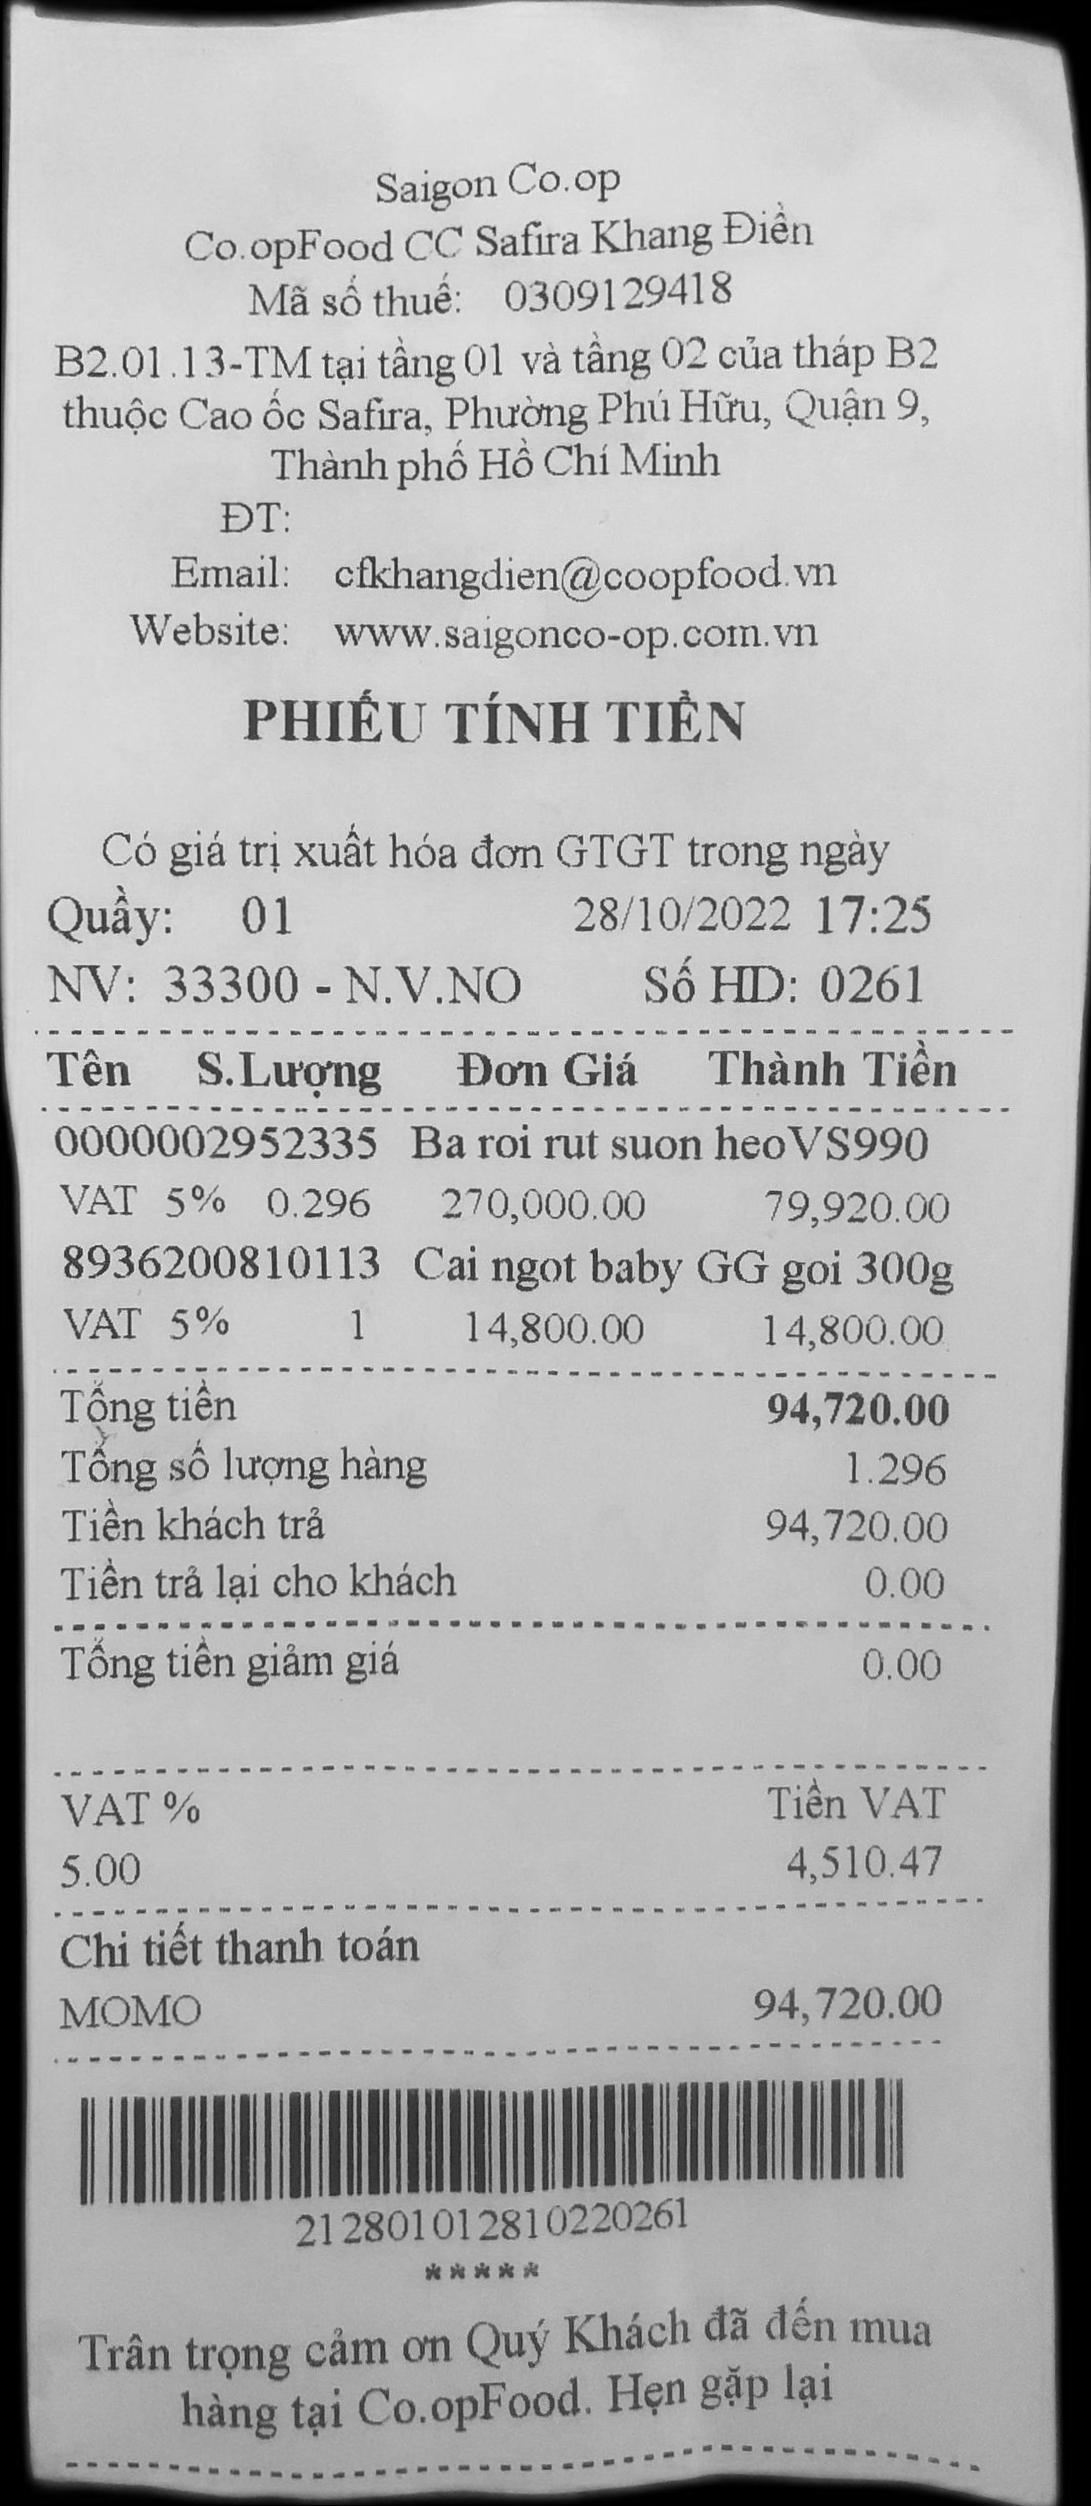 Saigon Co.op
Co.opFood CC Safira Khang Điền
Mã số thuế: 0309129418
B2.01.13-TM tại tầng 01 và tầng 02 của tháp B2
thuộc Cao ốc Safira, Phường Phú Hữu, Quận 9,
Thành phố Hồ Chí Minh
ĐT:
Email: cfkhangdien@coopfood.vn
Website: www.saigonco-op.com.vn
PHIẾU TÍNH TIỀN
Có giá trị xuất hóa đơn GTGT trong ngày
Quầy: 01 28/10/2022 17:25
NV: 33300 - N.V.NO Số HD: 0261
Tên S.Lượng Đơn Giá Thành Tiền
0000002952335 Ba roi rut suon heoVS990
VAT 5% 0.296 270,000.00 79,920.00
8936200810113 Cai ngot baby GG goi 300g
VAT 5% 1 14,800.00 14,800.00
Tổng tiền 94,720.00
Tổng số lượng hàng 1.296
Tiền khách trả 94,720.00
Tiền trả lại cho khách 0.00
Tổng tiền giảm giá 0.00
VAT % Tiền VAT
5.00 4,510.47
Chi tiết thanh toán
MOMO 94,720.00
212801012810220261
*****
Trân trọng cảm ơn Quý Khách đã đến mua
hàng tại Co.opFood. Hẹn gặp lại